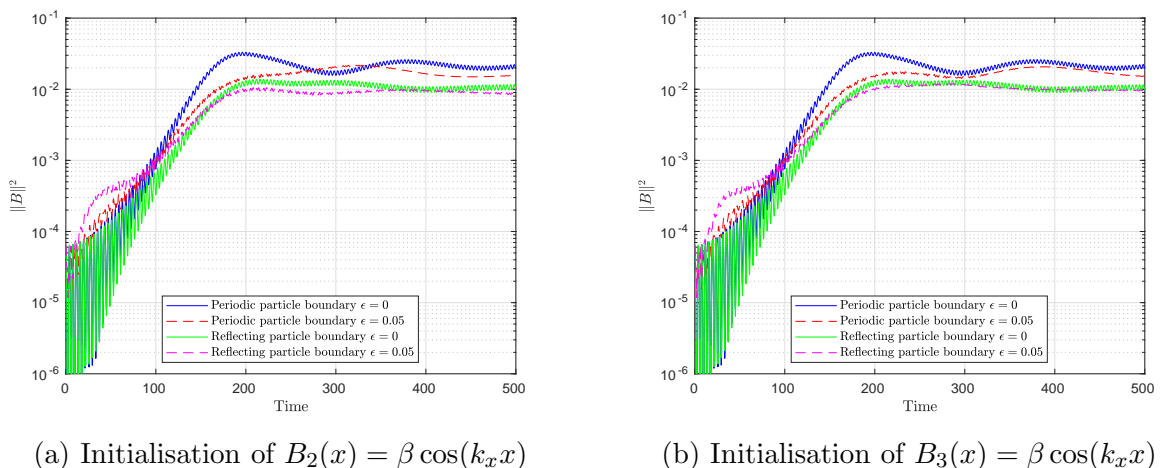 10^-1
10^-2
10^-3
10^-4
10^-5
10^-6
‖B‖²
0 100 200 300 400 500
Time
Periodic particle boundary ϵ = 0
Periodic particle boundary ϵ = 0.05
Reflecting particle boundary ϵ = 0
Reflecting particle boundary ϵ = 0.05
(a) Initialisation of B₂(x) = β cos(kₓx)
10^-1
10^-2
10^-3
10^-4
10^-5
10^-6
‖B‖²
0 100 200 300 400 500
Time
Periodic particle boundary ϵ = 0
Periodic particle boundary ϵ = 0.05
Reflecting particle boundary ϵ = 0
Reflecting particle boundary ϵ = 0.05
(b) Initialisation of B₃(x) = β cos(kₓx)